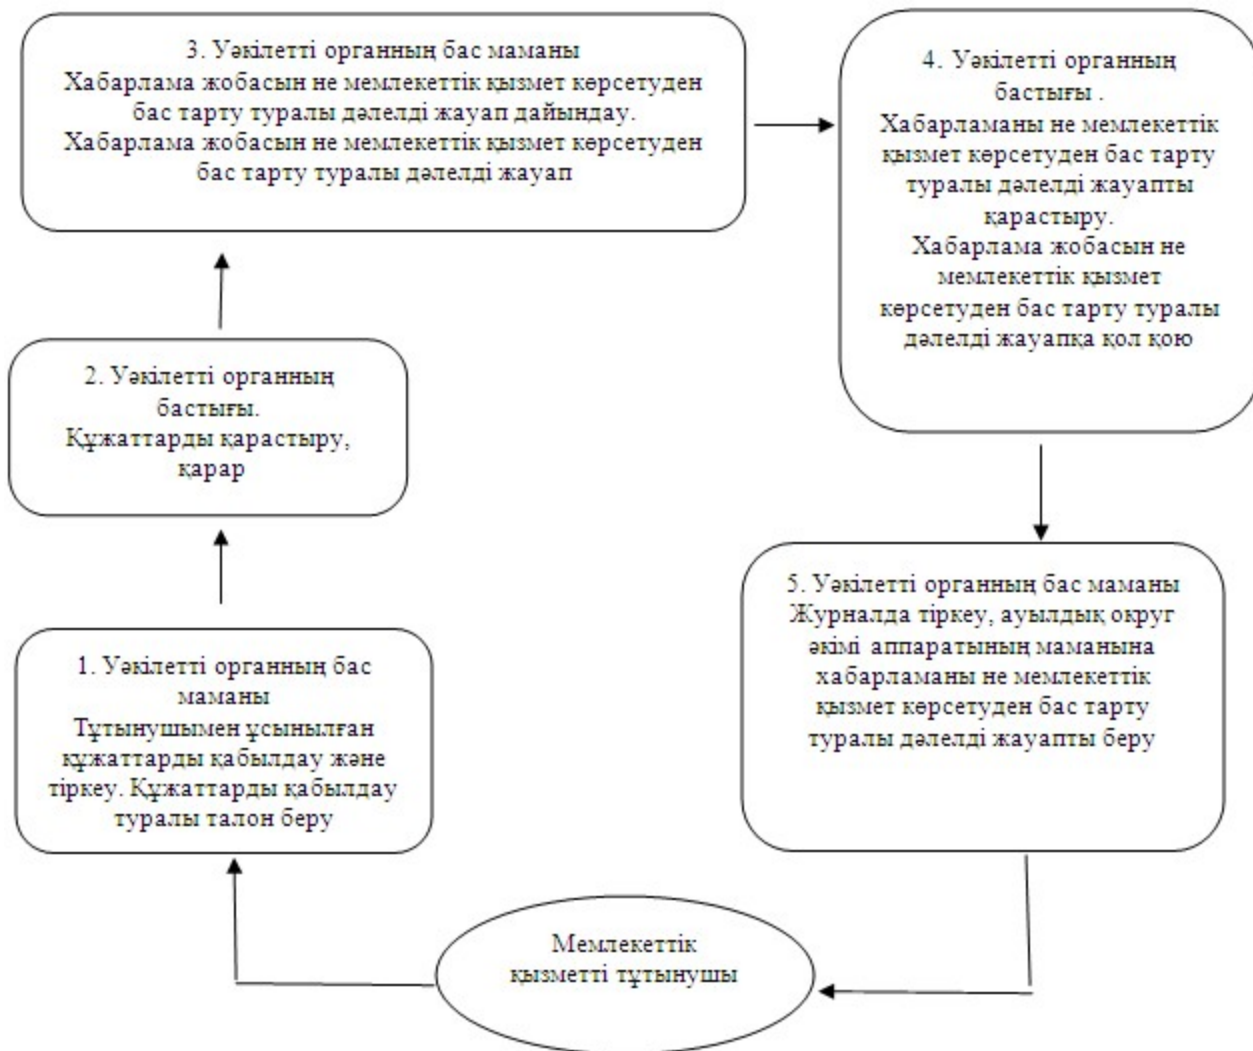 3. Уәкілетті органның бас маманы
Хабарлама жобасын не мемлекеттік қызмет көрсетуден
бас тарту туралы дәлелді жауап дайындау.
Хабарлама жобасын не мемлекеттік қызмет көрсетуден
бас тарту туралы дәлелді жауап
4. Уәкілетті органның
бастығы .
Хабарламаны не мемлекеттік
қызмет көрсетуден бас тарту
туралы дәлелді жауапты
қарастыру.
Хабарлама жобасын не
мемлекеттік қызмет
көрсетуден бас тарту туралы
дәлелді жауапқа қол қою
2. Уәкілетті органның
бастығы.
Құжаттарды қарастыру,
қарар
5. Уәкілетті органның бас маманы
Журналда тіркеу, ауылдық округ
әкімі аппаратының маманына
хабарламаны не мемлекеттік
қызмет көрсетуден бас тарту
туралы дәлелді жауапты беру
1. Уәкілетті органның бас
маманы
Тұтынушымен ұсынылған
құжаттарды қабылдау және
тіркеу. Құжаттарды қабылдау
туралы талон беру
Мемлекеттік
қызметті тұтынушы